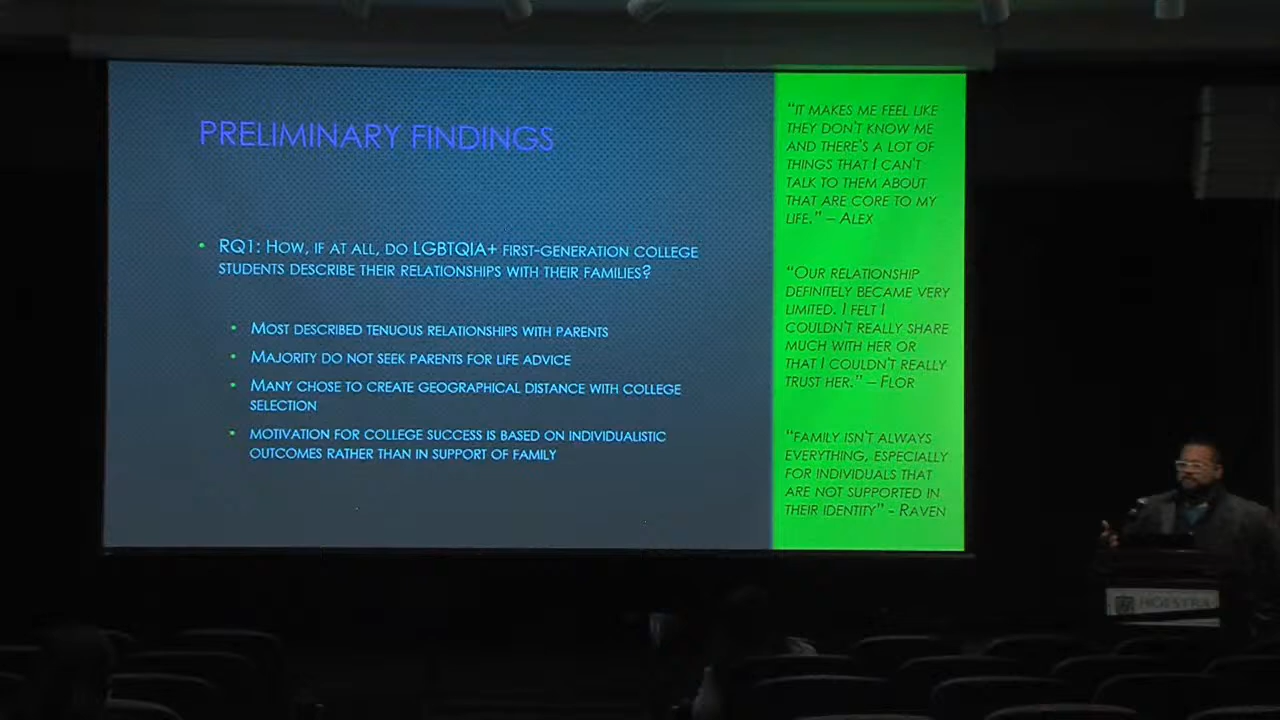 PRELIMINARY FINDINGS
• RQ1: HOW, IF AT ALL, DO LGBTQIA+ FIRST-GENERATION COLLEGE
STUDENTS DESCRIBE THEIR RELATIONSHIPS WITH THEIR FAMILIES?
• MOST DESCRIBED TENUOUS RELATIONSHIPS WITH PARENTS
• MAJORITY DO NOT SEEK PARENTS FOR LIFE ADVICE
• MANY CHOSE TO CREATE GEOGRAPHICAL DISTANCE WITH COLLEGE
SELECTION
• MOTIVATION FOR COLLEGE SUCCESS IS BASED ON INDIVIDUALISTIC
OUTCOMES RATHER THAN IN SUPPORT OF FAMILY
"IT MAKES ME FEEL LIKE
THEY DON'T KNOW ME
AND THERE'S A LOT OF
THINGS THAT I CAN'T
TALK TO THEM ABOUT
THAT ARE CORE TO MY
LIFE." – ALEX
"OUR RELATIONSHIP
DEFINITELY BECAME VERY
LIMITED. I FELT I
COULDN'T REALLY SHARE
MUCH WITH HER OR
THAT I COULDN'T REALLY
TRUST HER." – FLOR
"FAMILY ISN'T ALWAYS
EVERYTHING, ESPECIALLY
FOR INDIVIDUALS THAT
ARE NOT SUPPORTED IN
THEIR IDENTITY" - RAVEN
HOFSTRA